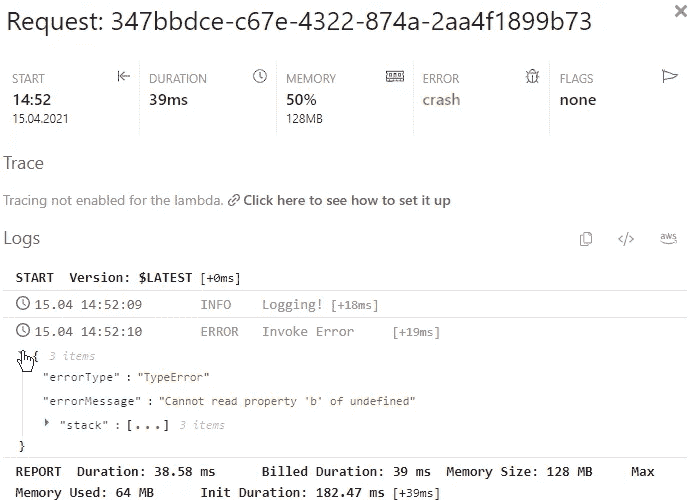 Request: 347bbdce-c67e-4322-874a-2aa4f1899b73
START DURATION MEMORY ERROR FLAGS
14:52 39ms 50% crash none
15.04.2021 128MB
Trace
Tracing not enabled for the lambda. Click here to see how to set it up
Logs aws
START Version: $LATEST [+0ms]
15.04 14:52:09 INFO Logging! [+18ms]
15.04 14:52:10 ERROR Invoke Error [+19ms]
{ 3 items
"errorType" : "TypeError"
"errorMessage" : "Cannot read property 'b' of undefined"
"stack" : [...] 3 items
}
REPORT Duration: 38.58 ms Billed Duration: 39 ms Memory Size: 128 MB Max
Memory Used: 64 MB Init Duration: 182.47 ms [+39ms]